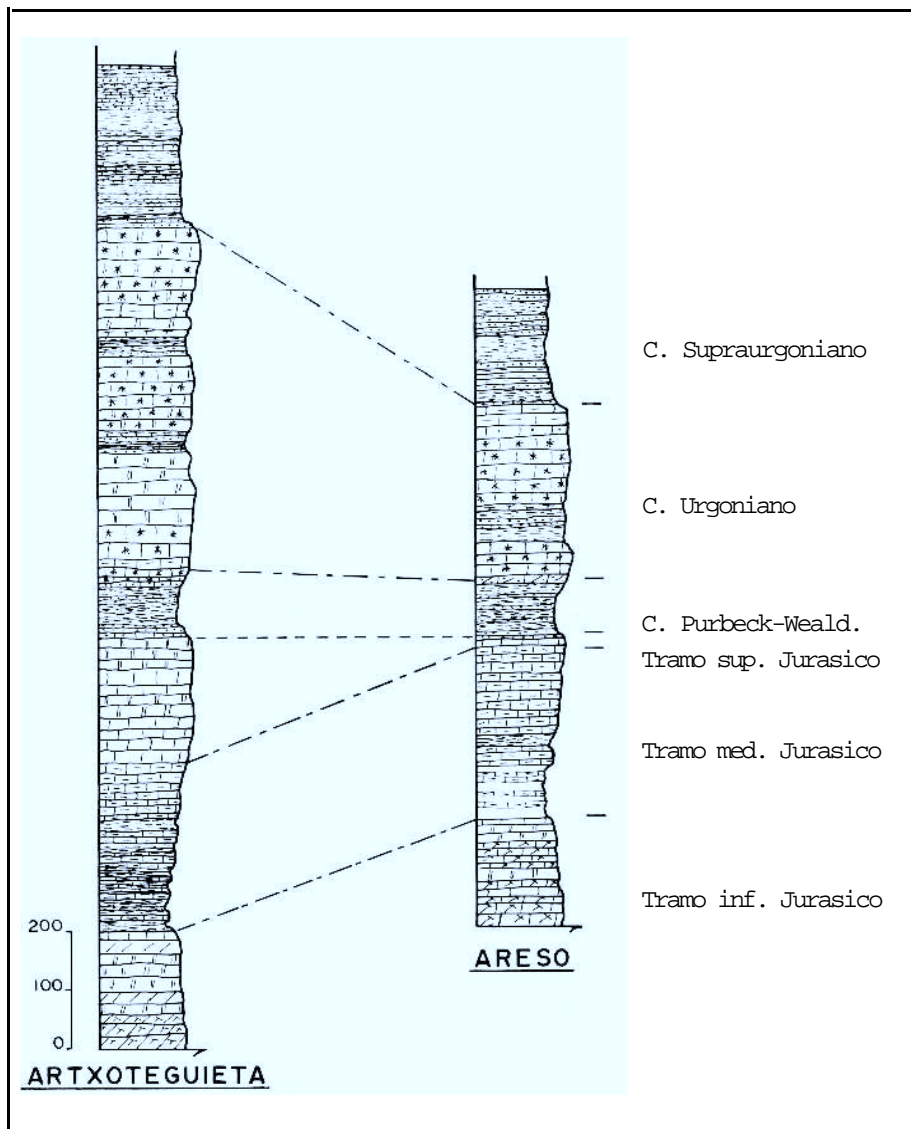 C. Supraurgoniano
C. Urgoniano
C. Purbeck-Weald.
Tramo sup. Jurasico
Tramo med. Jurasico
Tramo inf. Jurasico
200
100
0
ARTXOTEGUIETA
ARESO